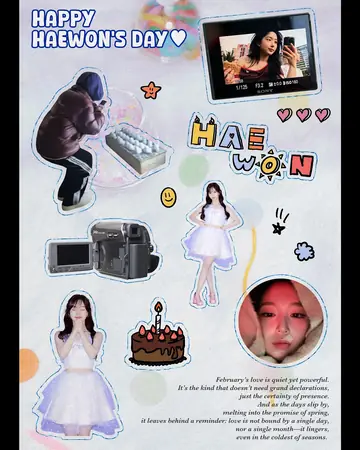 HAPPY
HAEWON'S DAY♥
1/125 F3.2
SONY
HAE
WON
February's love is quiet yet powerful.
It's the kind that doesn't need grand declarations,
just the certainty of presence.
And as the days slip by,
melting into the promise of spring,
it leaves behind a reminder: love is not bound by a single day,
nor a single month—it lingers,
even in the coldest of seasons.